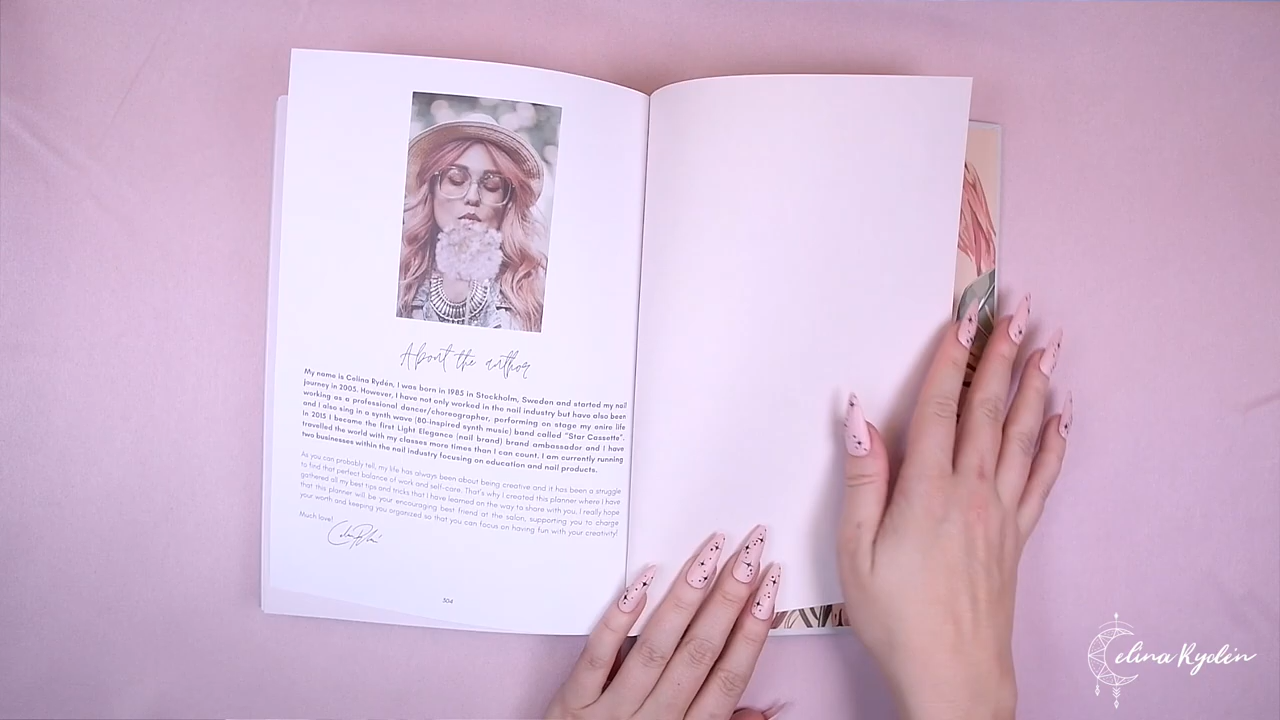 About the author
My name is Celina Rydén, I was born in 1985 in Stockholm, Sweden and started my nail
journey in 2005. However, I have not only worked in the nail industry but have also been
working as a professional dancer/choreographer, performing on stage my enire life
and I also sing in a synth wave (80-inspired synth music) band called "Star Cassette".
In 2015 I became the first Light Elegance (nail brand) brand ambassador and I have
travelled the world with my classes more times than I can count. I am currently running
two businesses within the nail industry focusing on education and nail products.
As you can probably tell, my life has always been about being creative and it has been a struggle
to find that perfect balance of work and self-care. That's why I created this planner where I have
gathered all my best tips and tricks that I have learned on the way to share with you. I really hope
that this planner will be your encouraging best friend at the salon, supporting you to charge
your worth and keeping you organized so that you can focus on having fun with your creativity!
Much love!
304
Celina Rydén